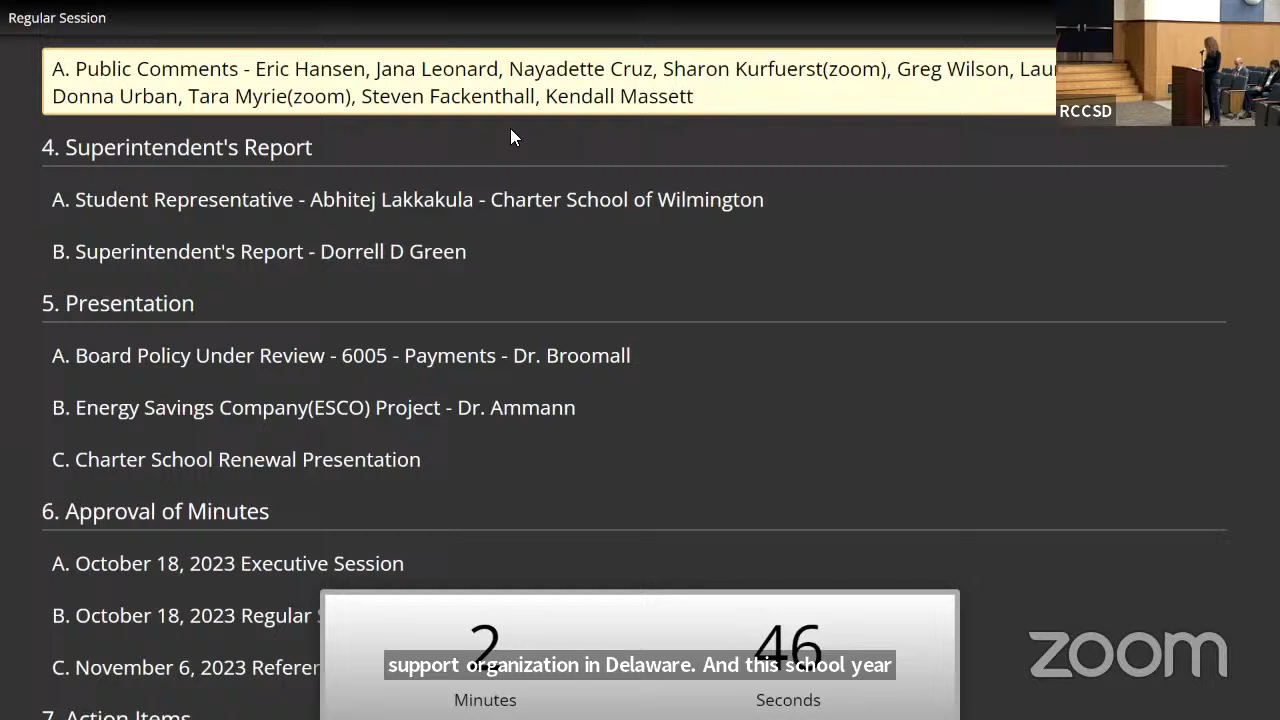 Regular Session
A. Public Comments - Eric Hansen, Jana Leonard, Nayadette Cruz, Sharon Kurfuerst(zoom), Greg Wilson,
Donna Urban, Tara Myrie(zoom), Steven Fackenthall, Kendall Massett
RCCSD
4. Superintendent's Report
A. Student Representative - Abhitej Lakkakula - Charter School of Wilmington
B. Superintendent's Report - Dorrell D Green
5. Presentation
A. Board Policy Under Review - 6005 - Payments - Dr. Broomall
B. Energy Savings Company(ESCO) Project - Dr. Ammann
C. Charter School Renewal Presentation
6. Approval of Minutes
A. October 18, 2023 Executive Session
B. October 18, 2023 Regular
C. November 6, 2023
7. Action Items
2 46
support organization in Delaware. And this school year
Minutes Seconds
zoom